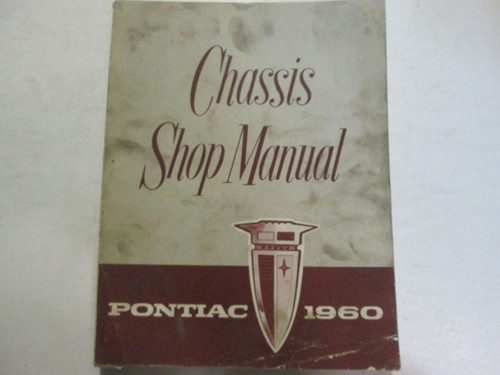 Chassis
Shop Manual
PONTIAC 1960